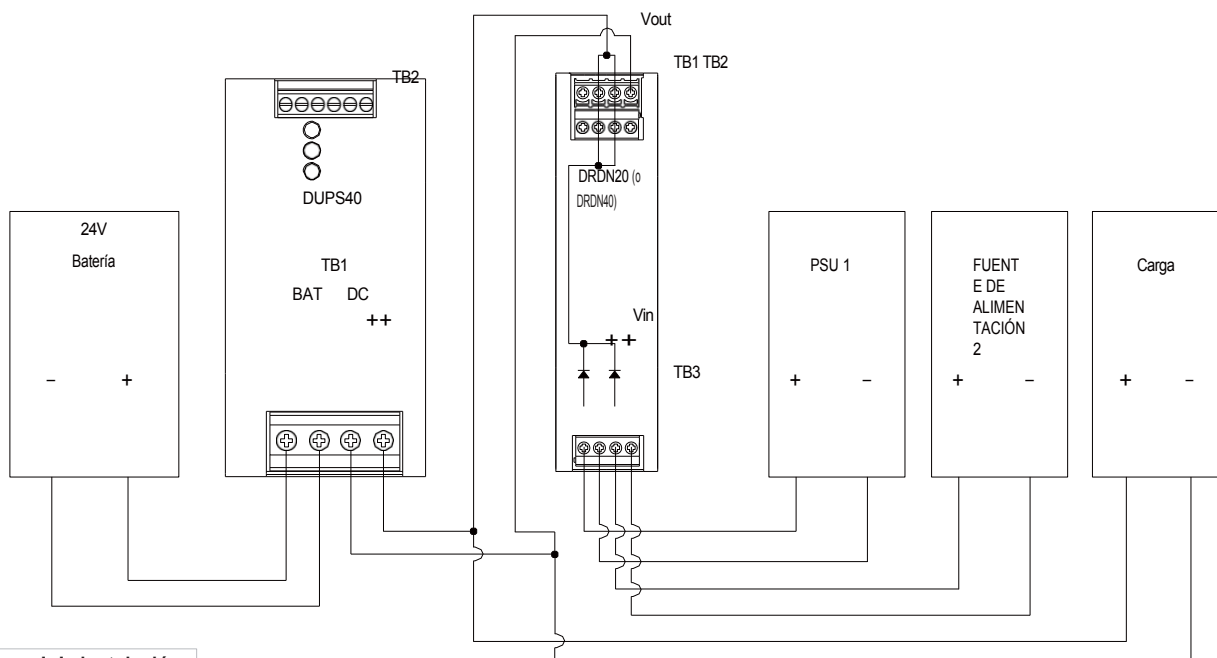 Vout
TB1 TB2
TB2
DUPS40
DRDN20 (o
DRDN40)
24V
Batería
TB1
BAT DC
++
Vin
++
TB3
PSU 1
FUENT
E DE
ALIMEN
TACIÓN
2
Carga
− +
+ −
+ −
+ −